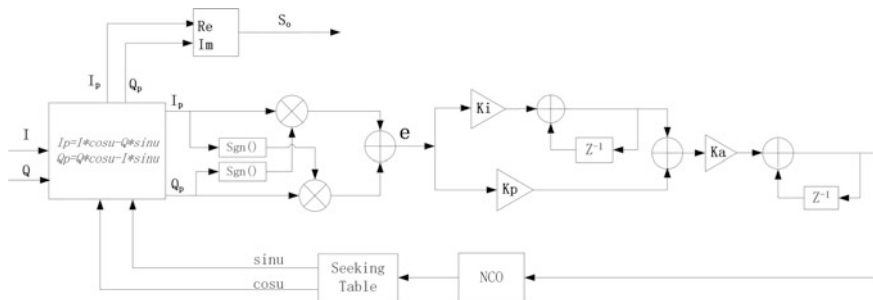 Re
Im
So
Ip
Qp
Ip
I
Q
Ip=I*cosu-Q*sinu
Qp=Q*cosu-I*sinu
Sgn()
Sgn()
Qp
e
Ki
Z⁻¹
Kp
Ka
Z⁻¹
sinu
cosu
Seeking
Table
NCO